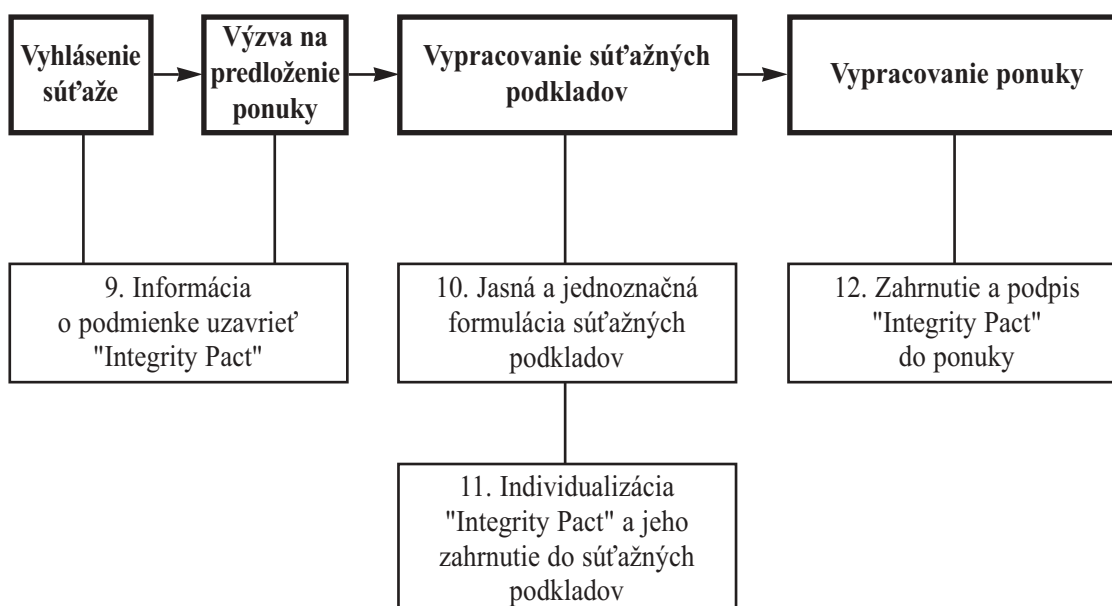 Vyhlásenie
súťaže
Výzva na
predloženie
ponuky
Vypracovanie súťažných
podkladov
Vypracovanie ponuky
9. Informácia
o podmienke uzavrieť
"Integrity Pact"
10. Jasná a jednoznačná
formulácia súťažných
podkladov
12. Zahrnutie a podpis
"Integrity Pact"
do ponuky
11. Individualizácia
"Integrity Pact" a jeho
zahrnutie do súťažných
podkladov